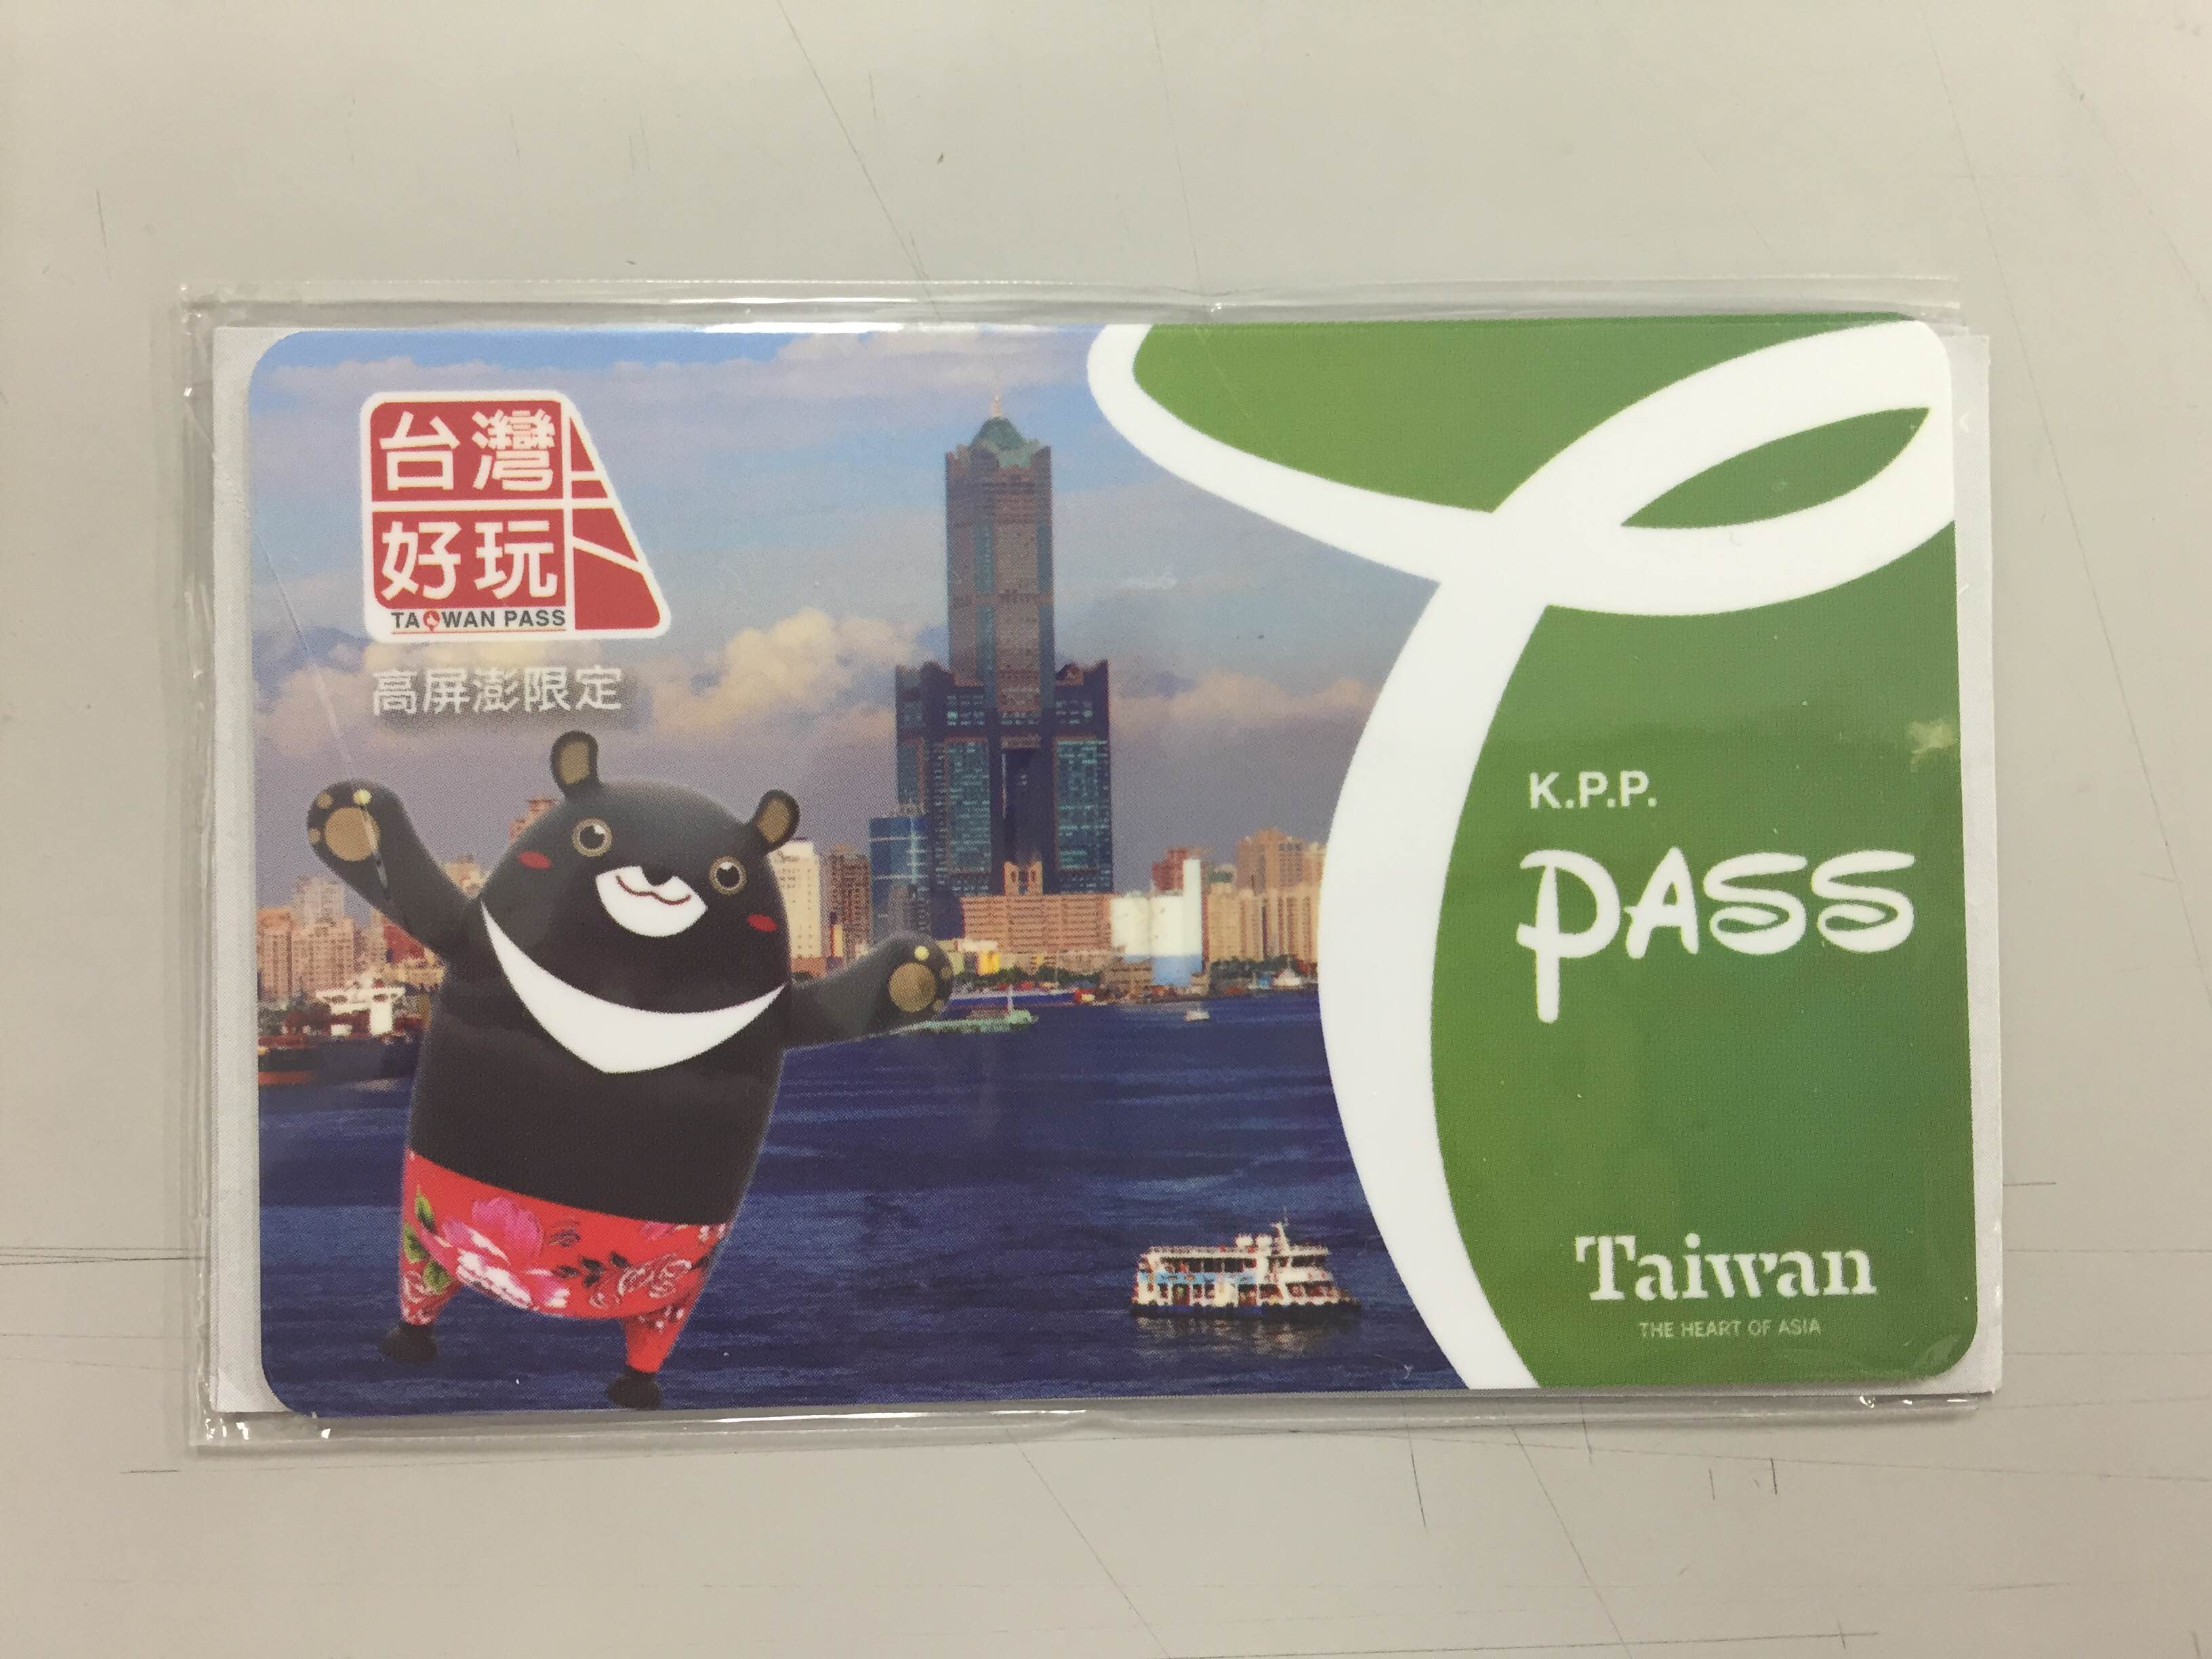 台灣
好玩
TAIWAN PASS
高屏澎限定
K.P.P.
PASS
Taiwan
THE HEART OF ASIA